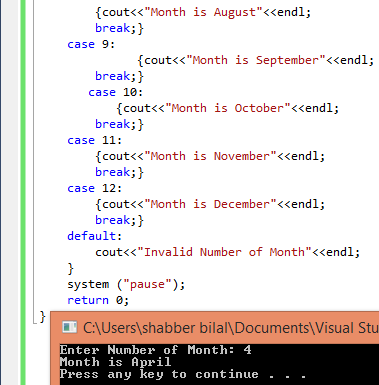 {cout<<"Month is August"<<endl;
break;}
case 9:
{cout<<"Month is September"<<endl;
break;}
case 10:
{cout<<"Month is October"<<endl;
break;}
case 11:
{cout<<"Month is November"<<endl;
break;}
case 12:
{cout<<"Month is December"<<endl;
break;}
default:
cout<<"Invalid Number of Month"<<endl;
}
system ("pause");
return 0;
}
C:\Users\shabber bilal\Documents\Visual Stu
Enter Number of Month: 4
Month is April
Press any key to continue . . .